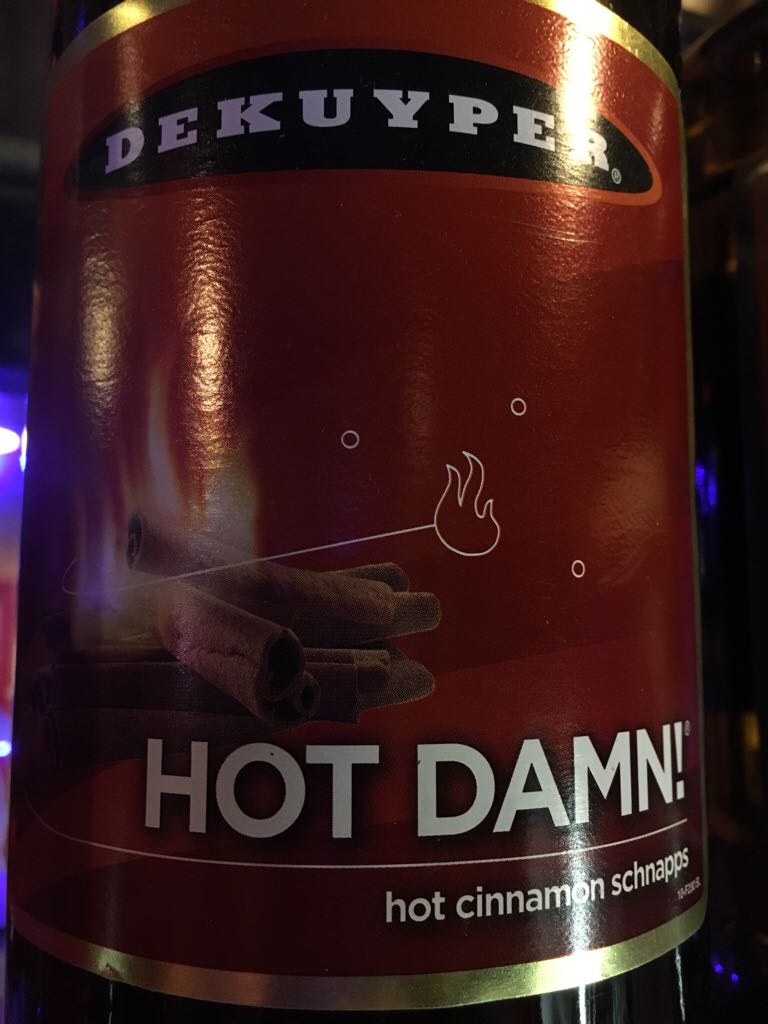 DEKUYPER®
HOT DAMN!®
hot cinnamon schnapps